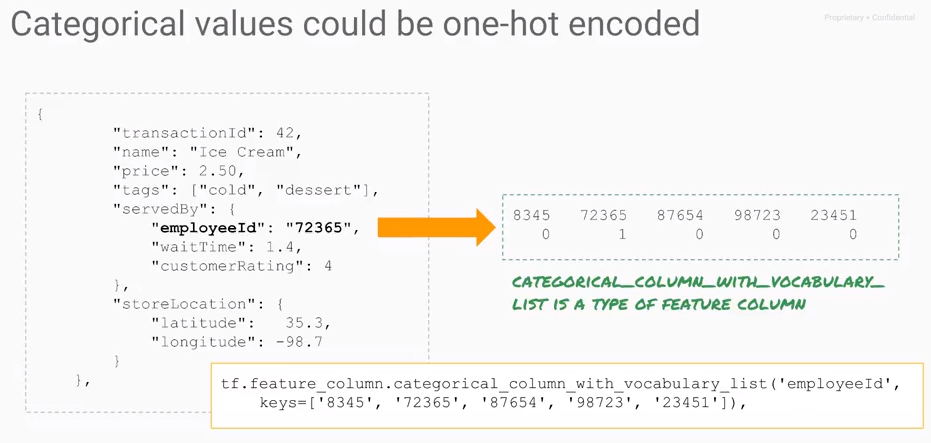 Categorical values could be one-hot encoded
Proprietary + Confidential
{
"transactionId": 42,
"name": "Ice Cream",
"price": 2.50,
"tags": ["cold", "dessert"],
"servedBy": {
"employeeId": "72365",
"waitTime": 1.4,
"customerRating": 4
},
"storeLocation": {
"latitude": 35.3,
"longitude": -98.7
}
},
8345 72365 87654 98723 23451
0 1 0 0 0
CATEGORICAL_COLUMN_WITH_VOCABULARY_
LIST IS A TYPE OF FEATURE COLUMN
tf.feature_column.categorical_column_with_vocabulary_list('employeeId',
keys=['8345', '72365', '87654', '98723', '23451']),